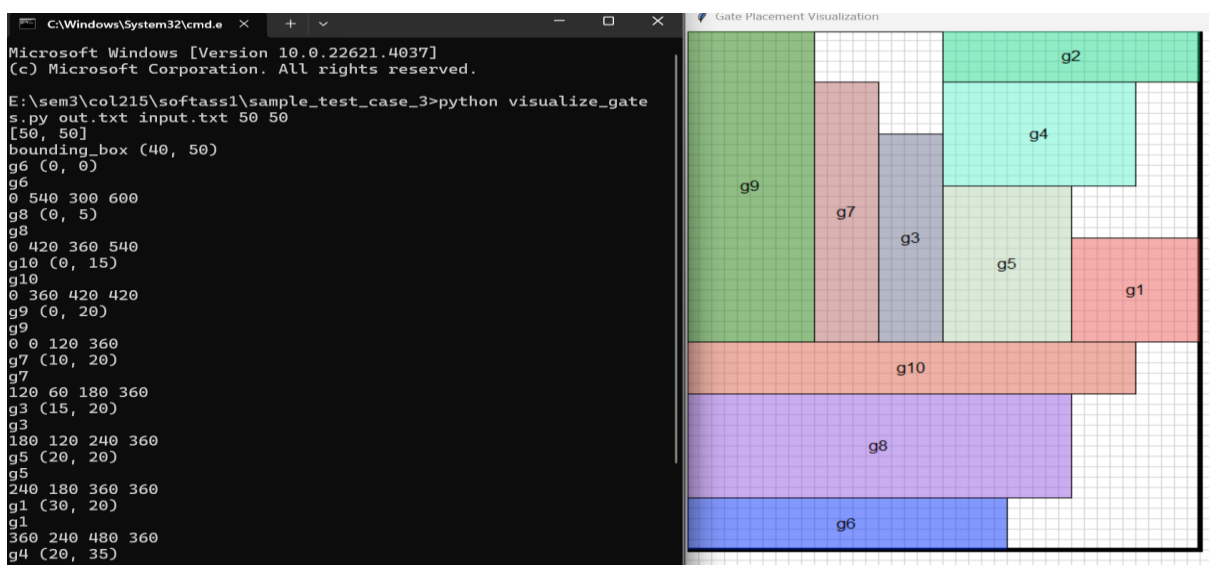 C:\Windows\System32\cmd.e
Microsoft Windows [Version 10.0.22621.4037]
(c) Microsoft Corporation. All rights reserved.
E:\sem3\col215\softass1\sample_test_case_3>python visualize_gate
s.py out.txt input.txt 50 50
[50, 50]
bounding_box (40, 50)
g6 (0, 0)
g6
0 540 300 600
g8 (0, 5)
g8
0 420 360 540
g10 (0, 15)
g10
0 360 420 420
g9 (0, 20)
g9
0 0 120 360
g7 (10, 20)
g7
120 60 180 360
g3 (15, 20)
g3
180 120 240 360
g5 (20, 20)
g5
240 180 360 360
g1 (30, 20)
g1
360 240 480 360
g4 (20, 35)
Gate Placement Visualization
g2
g4
g9
g7
g3
g5
g1
g10
g8
g6